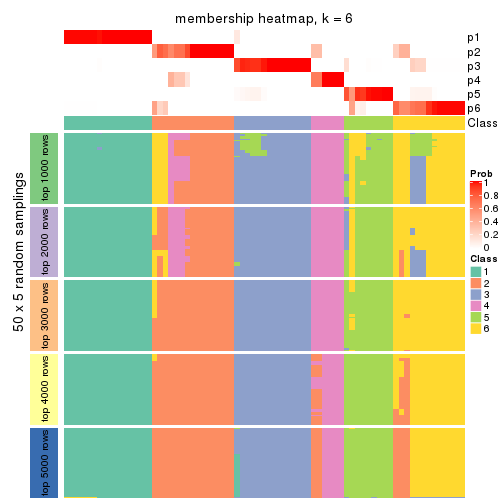 membership heatmap, k = 6
p1
p2
p3
p4
p5
p6
Class
50 x 5 random samplings
top 1000 rows
top 2000 rows
top 3000 rows
top 4000 rows
top 5000 rows
Prob
1
0.8
0.6
0.4
0.2
0
Class
1
2
3
4
5
6